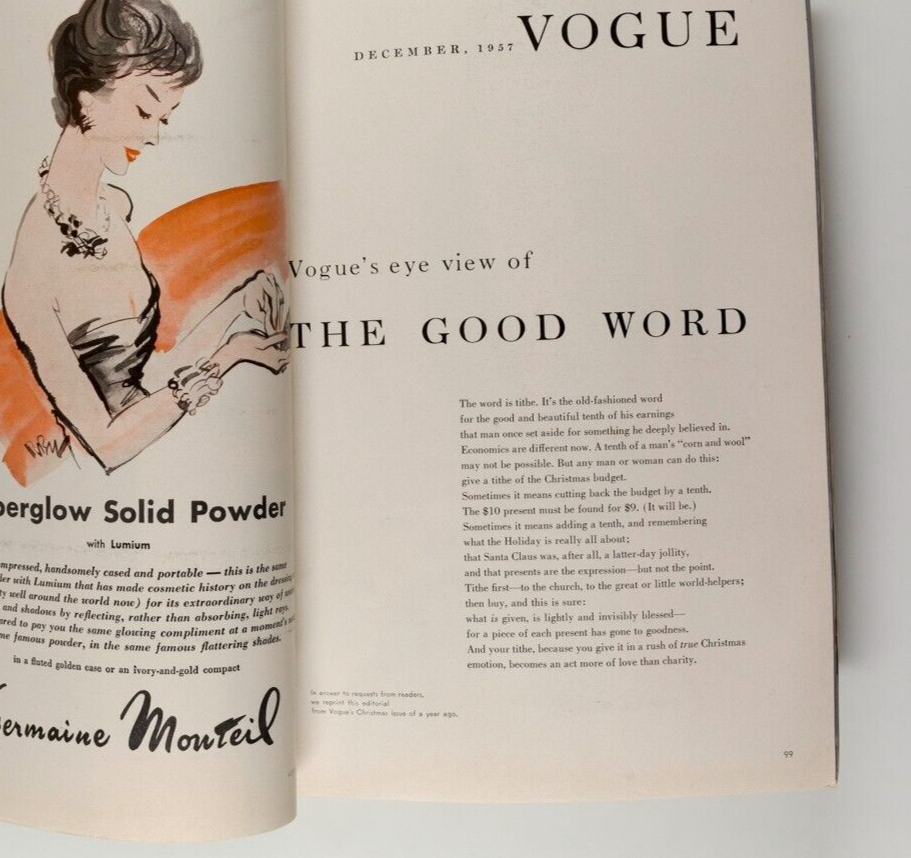 perglow Solid Powder
with Lumium
mpressed, handsomely cased and portable — this is the same
der with Lumium that has made cosmetic history on the dressing
ty well around the world now) for its extraordinary way of
and shadows by reflecting, rather than absorbing, light rays.
ared to pay you the same glowing compliment at a moment's
me famous powder, in the same famous flattering shades.
in a fluted golden case or an ivory-and-gold compact
ermaine Monteil
DECEMBER, 1957 VOGUE
Vogue's eye view of
THE GOOD WORD
The word is tithe. It's the old-fashioned word
for the good and beautiful tenth of his earnings
that man once set aside for something he deeply believed in.
Economics are different now. A tenth of a man's "corn and wool"
may not be possible. But any man or woman can do this:
give a tithe of the Christmas budget.
Sometimes it means cutting back the budget by a tenth.
The $10 present must be found for $9. (It will be.)
Sometimes it means adding a tenth, and remembering
what the Holiday is really all about;
that Santa Claus was, after all, a latter-day jollity,
and that presents are the expression—but not the point.
Tithe first—to the church, to the great or little world-helpers;
then buy, and this is sure:
what is given, is lightly and invisibly blessed—
for a piece of each present has gone to goodness.
And your tithe, because you give it in a rush of true Christmas
emotion, becomes an act more of love than charity.
In answer to requests from readers,
we reprint this editorial
from Vogue's Christmas issue of a year ago.
99